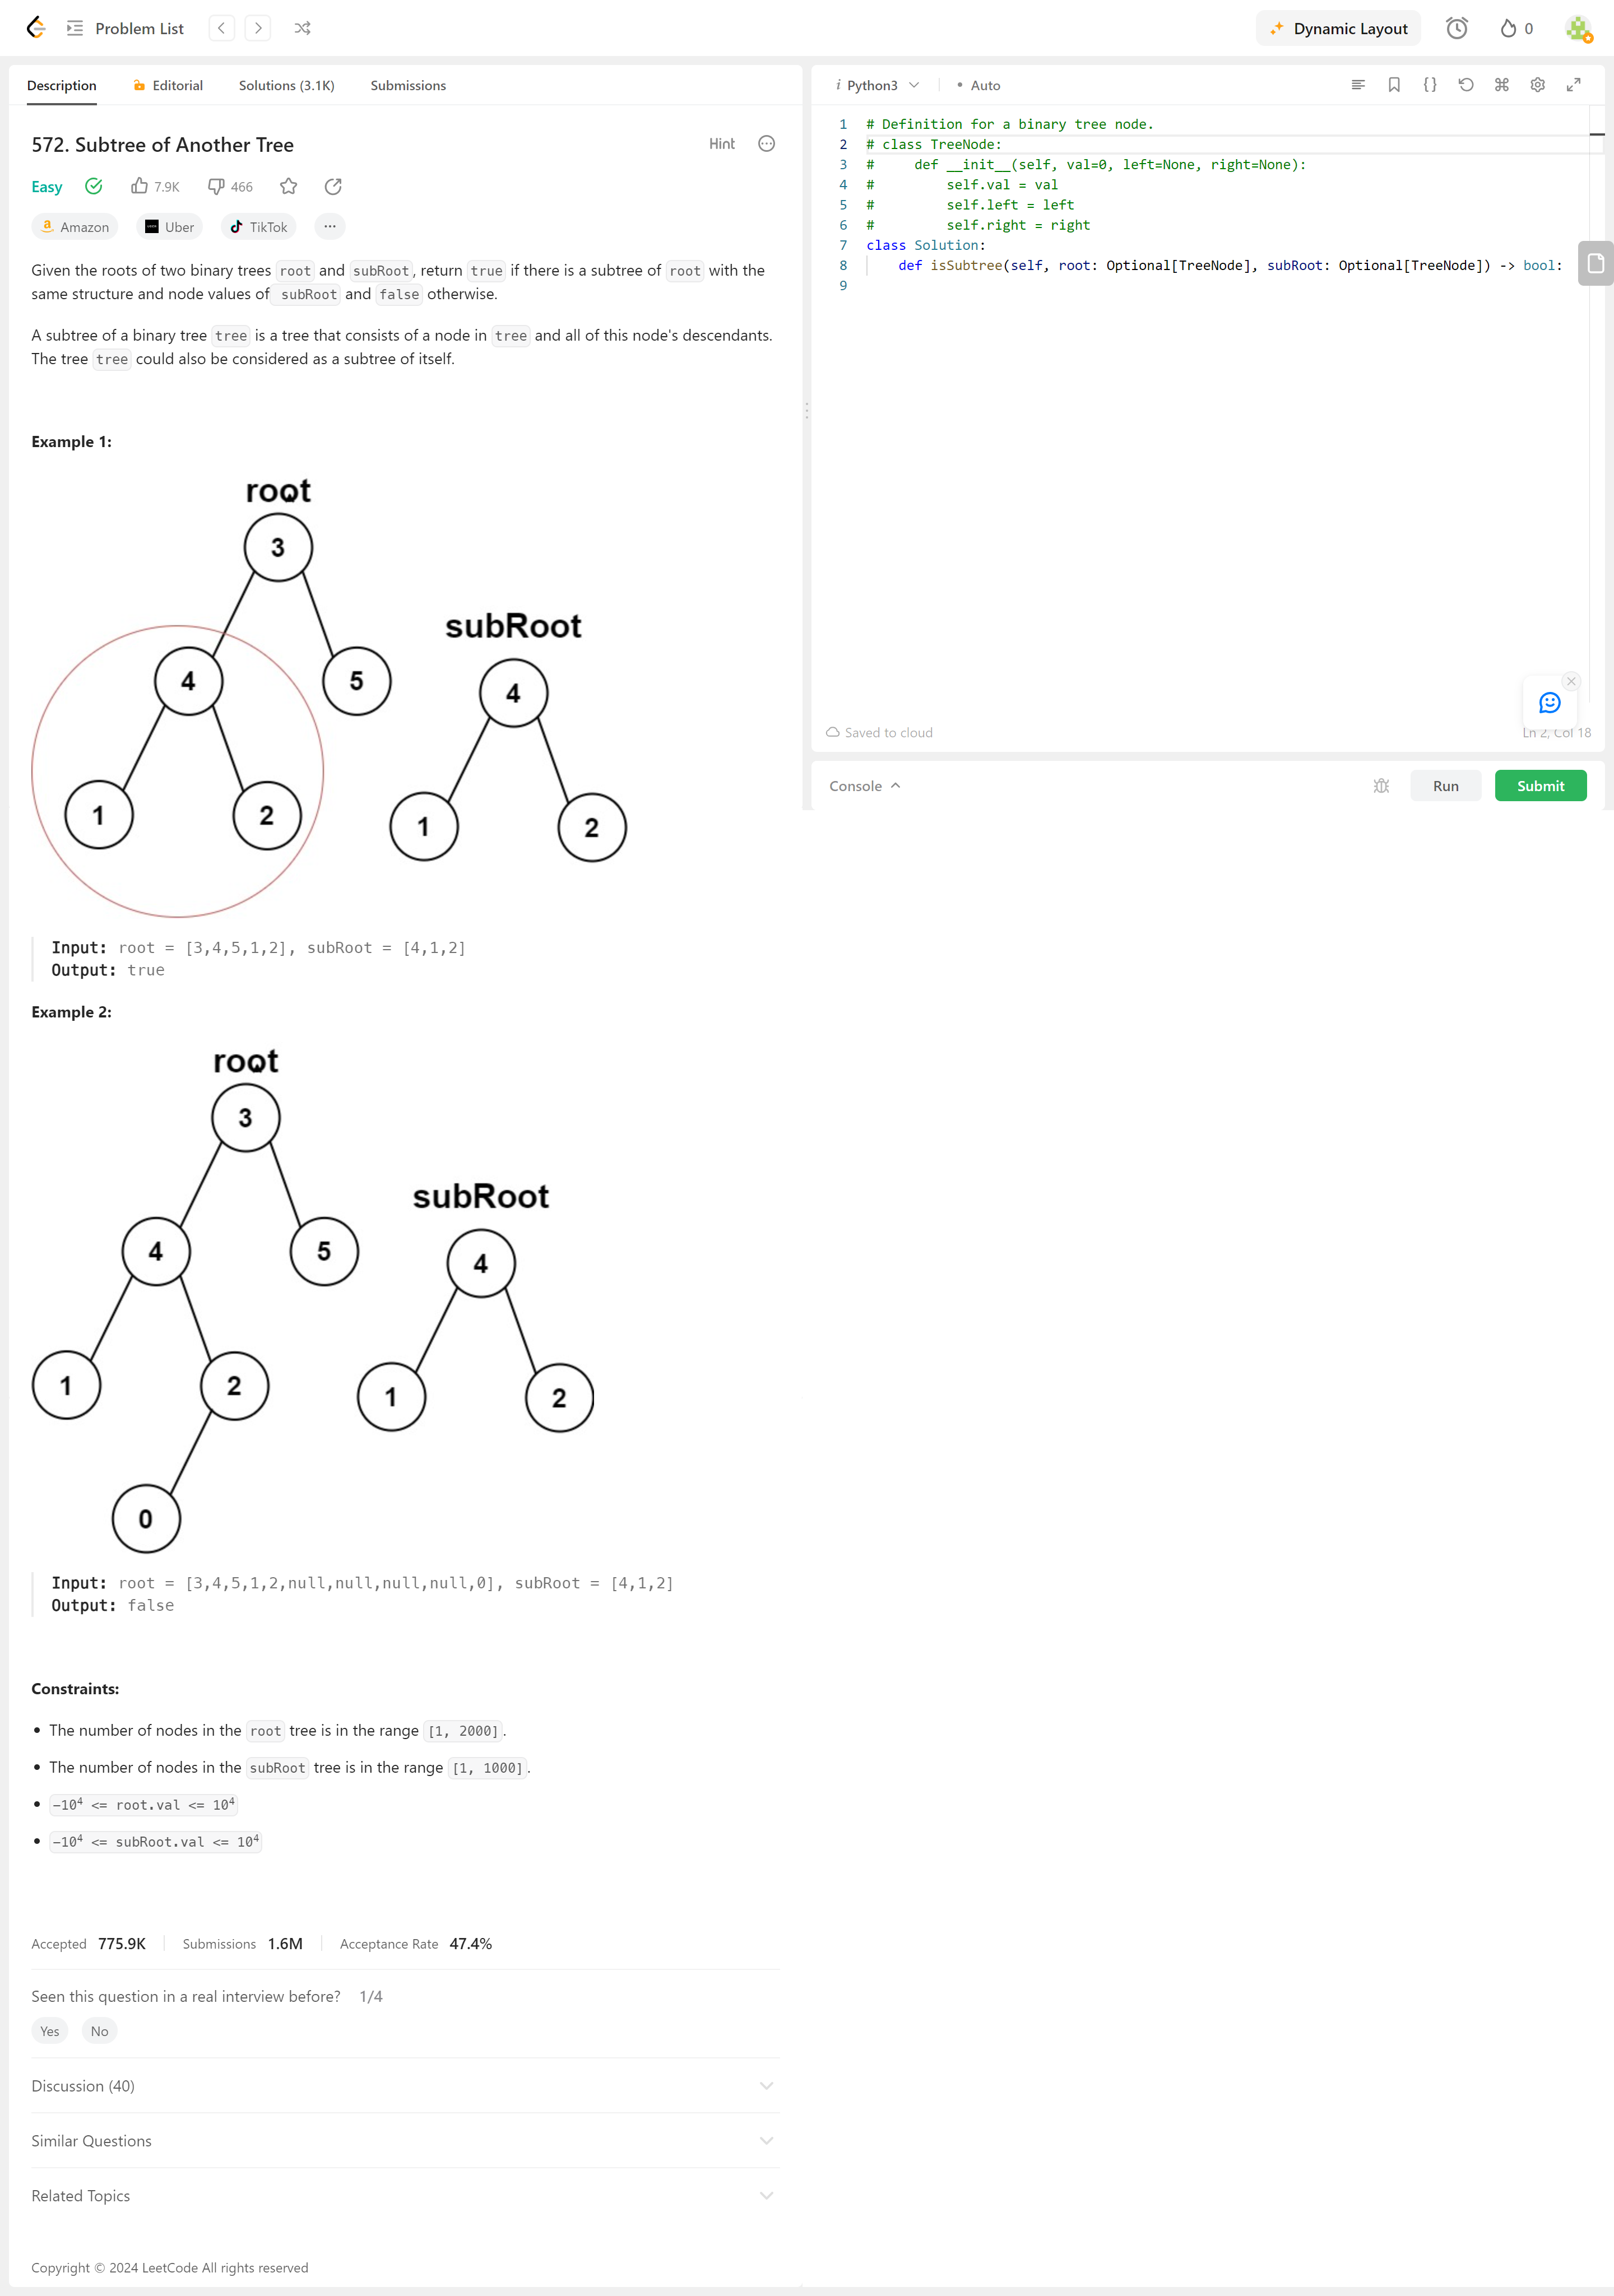 Problem List
Dynamic Layout
0
Description
Editorial
Solutions (3.1K)
Submissions
572. Subtree of Another Tree
Hint
Easy
7.9K
466
Amazon
Uber
TikTok
Given the roots of two binary trees root and subRoot, return true if there is a subtree of root with the
same structure and node values of subRoot and false otherwise.
A subtree of a binary tree tree is a tree that consists of a node in tree and all of this node's descendants.
The tree tree could also be considered as a subtree of itself.
Example 1:
root
3
subRoot
4
5
4
1
2
1
2
Input: root = [3,4,5,1,2], subRoot = [4,1,2]
Output: true
Example 2:
root
3
subRoot
4
5
4
1
2
1
2
0
Input: root = [3,4,5,1,2,null,null,null,null,0], subRoot = [4,1,2]
Output: false
Constraints:
• The number of nodes in the root tree is in the range [1, 2000].
• The number of nodes in the subRoot tree is in the range [1, 1000].
• -10⁴ <= root.val <= 10⁴
• -10⁴ <= subRoot.val <= 10⁴
Accepted 775.9K
Submissions 1.6M
Acceptance Rate 47.4%
Seen this question in a real interview before? 1/4
Yes
No
Discussion (40)
Similar Questions
Related Topics
Copyright © 2024 LeetCode All rights reserved
i Python3
• Auto
1 # Definition for a binary tree node.
2 # class TreeNode:
3 #     def __init__(self, val=0, left=None, right=None):
4 #         self.val = val
5 #         self.left = left
6 #         self.right = right
7 class Solution:
8     def isSubtree(self, root: Optional[TreeNode], subRoot: Optional[TreeNode]) -> bool:
9
Saved to cloud
Ln 2, Col 18
Console
Run
Submit